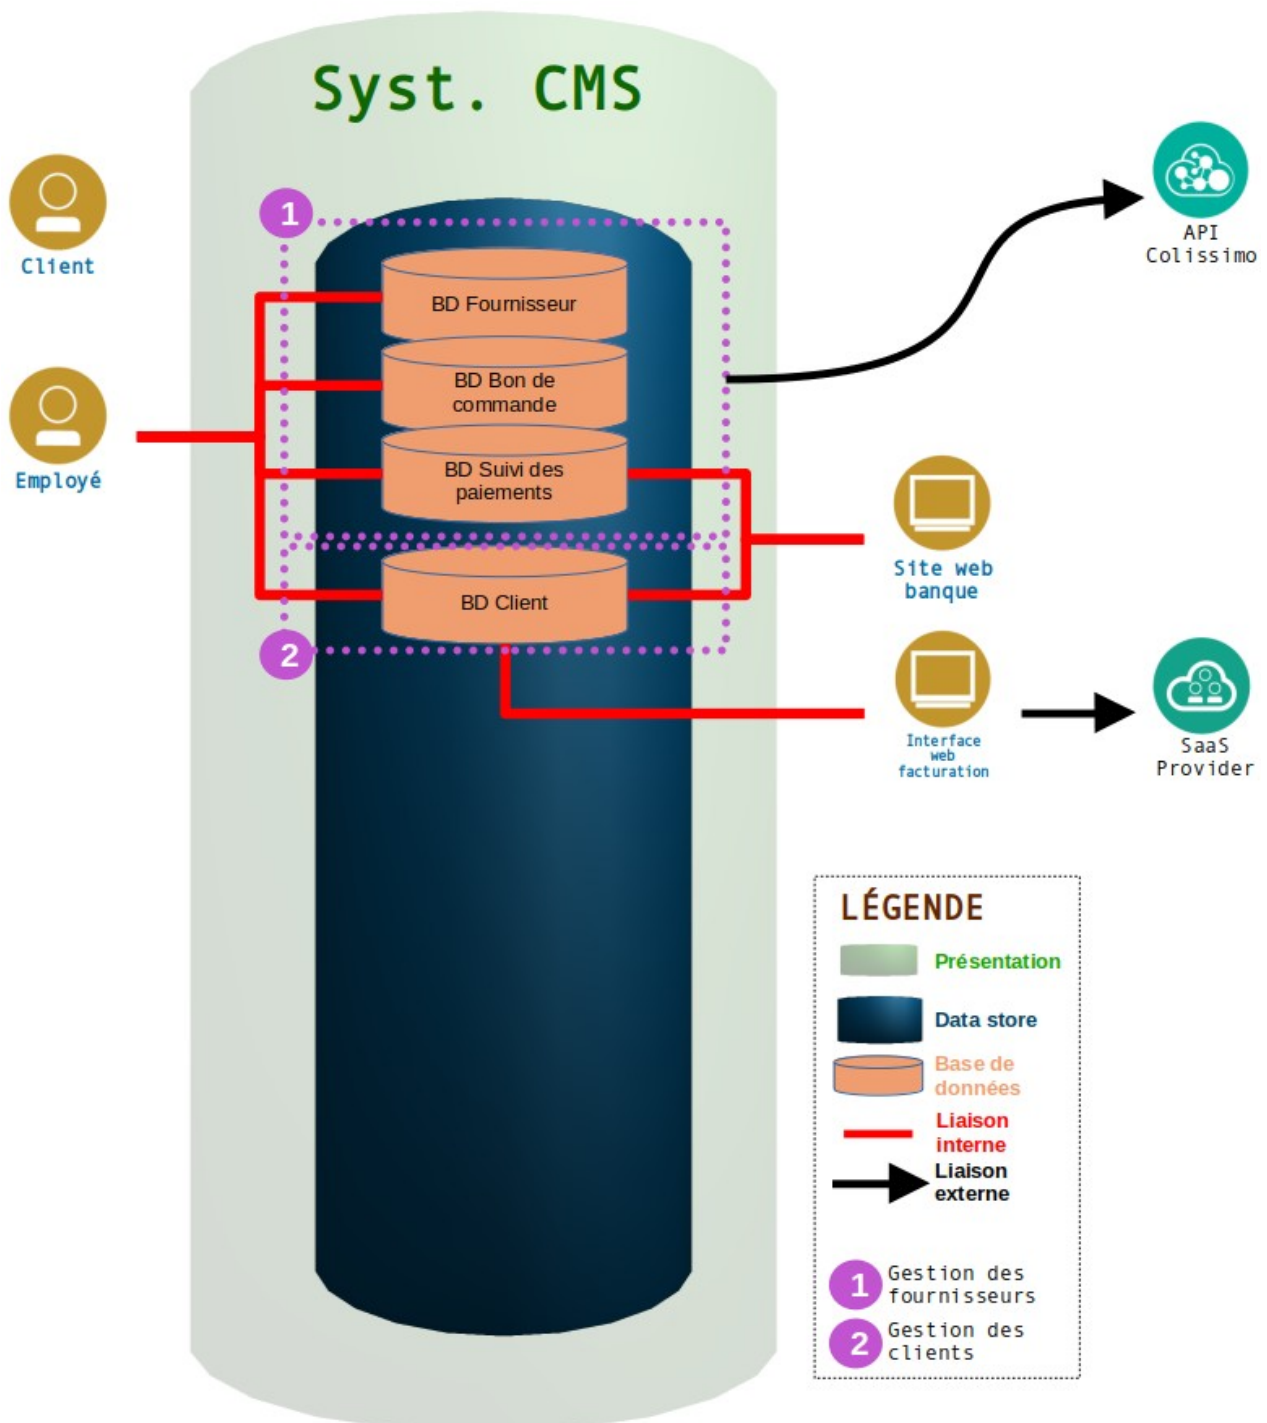 Syst. CMS
Client
Employé
1
BD Fournisseur
BD Bon de
commande
BD Suivi des
paiements
BD Client
2
API
Colissimo
Site web
banque
Interface
web
facturation
SaaS
Provider
LÉGENDE
Présentation
Data store
Base de
données
Liaison
interne
Liaison
externe
1 Gestion des
fournisseurs
2 Gestion des
clients